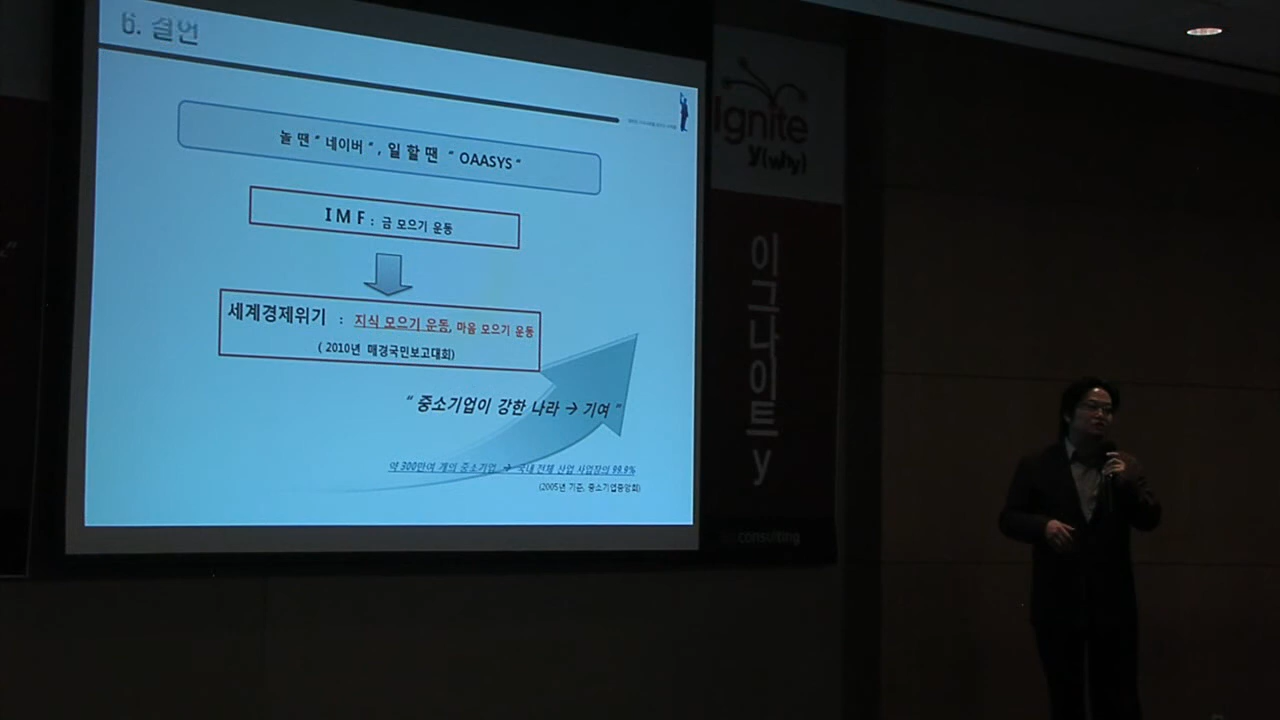 6. 결언
놀 땐 " 네이버 " , 일 할 땐 " OAASYS "
I M F : 금 모으기 운동
세계경제위기 : 지식 모으기 운동, 마음 모으기 운동
( 2010년 매경국민보고대회)
" 중소기업이 강한 나라 → 기여 "
약 300만여 개의 중소기업 → 국내 전체 산업 사업장의 99.9%
(2005년 기준, 중소기업중앙회)
Ignite
y(why)
이그나이트 y
consulting